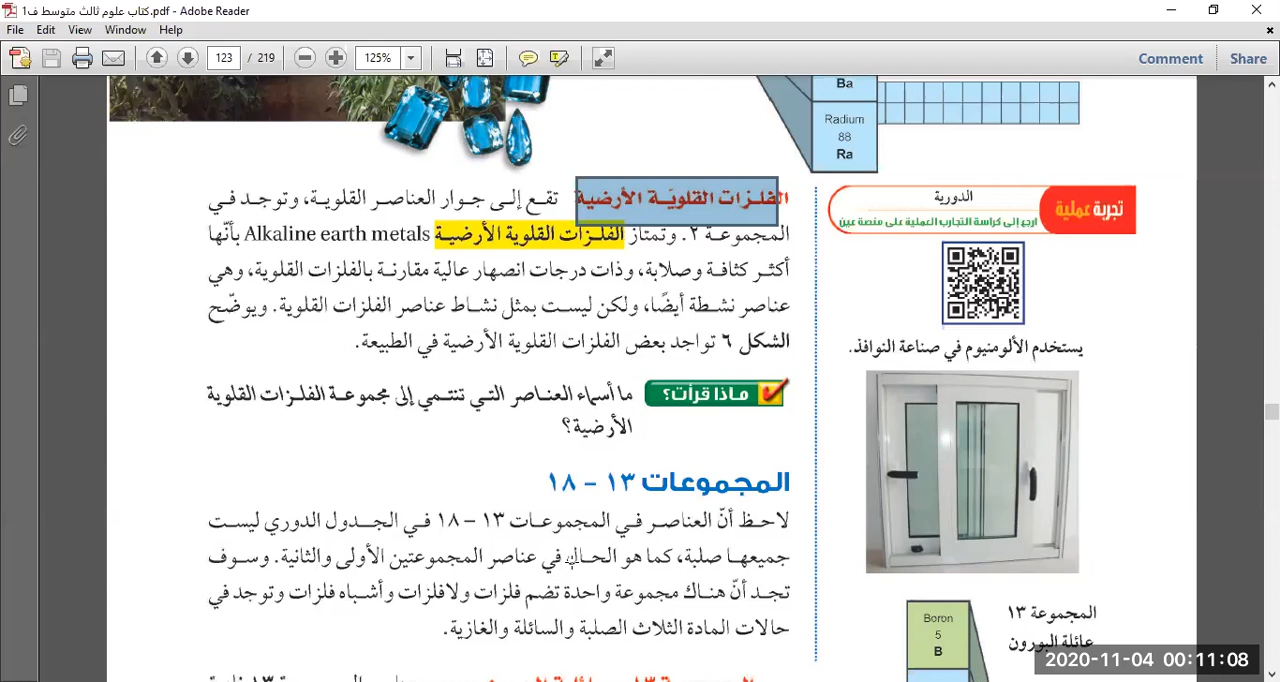 كتاب علوم ثالث متوسط ف1.pdf - Adobe Reader
File Edit View Window Help
123 / 219 125% Comment Share
Ba
Radium
88
Ra
الفلزات القلويّة الأرضية تقع إلى جوار العناصر القلوية، وتوجد في
المجموعة ٢. وتمتاز الفلزات القلوية الأرضية Alkaline earth metals بأنّها
أكثر كثافة وصلابة، وذات درجات انصهار عالية مقارنة بالفلزات القلوية، وهي
عناصر نشطة أيضًا، ولكن ليست بمثل نشاط عناصر الفلزات القلوية. ويوضّح
الشكل ٦ تواجد بعض الفلزات القلوية الأرضية في الطبيعة.
ماذا قرأت؟ ما أسماء العناصر التي تنتمي إلى مجموعة الفلزات القلوية
الأرضية؟
المجموعات ١٣ – ١٨
لاحظ أنّ العناصر في المجموعات ١٣ – ١٨ في الجدول الدوري ليست
جميعها صلبة، كما هو الحال في عناصر المجموعتين الأولى والثانية. وسوف
تجد أنّ هناك مجموعة واحدة تضم فلزات ولافلزات وأشباه فلزات وتوجد في
حالات المادة الثلاث الصلبة والسائلة والغازية.
تجربة عملية
الدورية
ارجع إلى كراسة التجارب العملية على منصة عين
يستخدم الألومنيوم في صناعة النوافذ.
المجموعة ١٣
عائلة البورون
Boron
5
B
2020-11-04 00:11:08